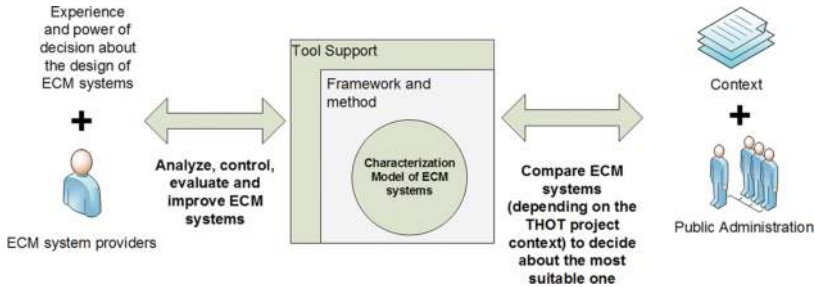 Experience
and power of
decision about
the design of
ECM systems
+
ECM system providers
Analyze, control,
evaluate and
improve ECM
systems
Tool Support
Framework and
method
Characterization
Model of ECM
systems
Compare ECM
systems
(depending on the
THOT project
context) to decide
about the most
suitable one
Context
+
Public Administration